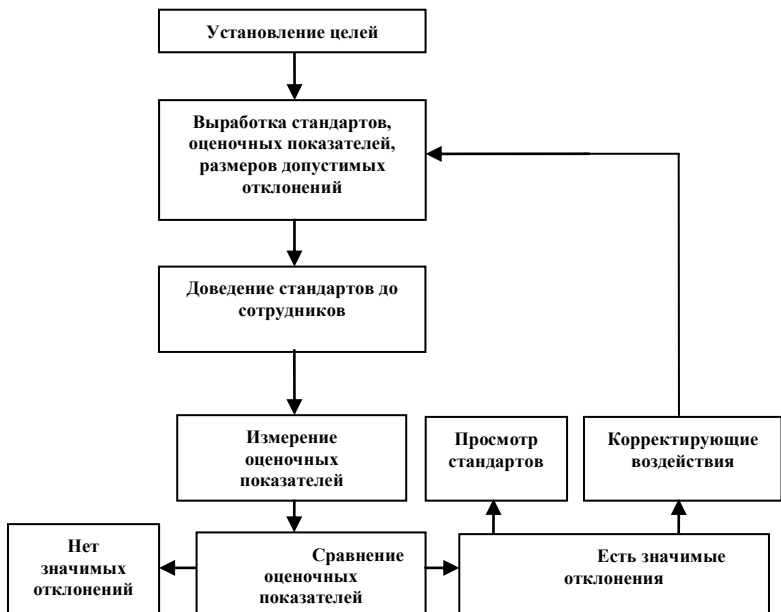 Установление целей
Выработка стандартов,
оценочных показателей,
размеров допустимых
отклонений
Доведение стандартов до
сотрудников
Измерение
оценочных
показателей
Просмотр
стандартов
Корректирующие
воздействия
Нет
значимых
отклонений
Сравнение
оценочных
показателей
Есть значимые
отклонения